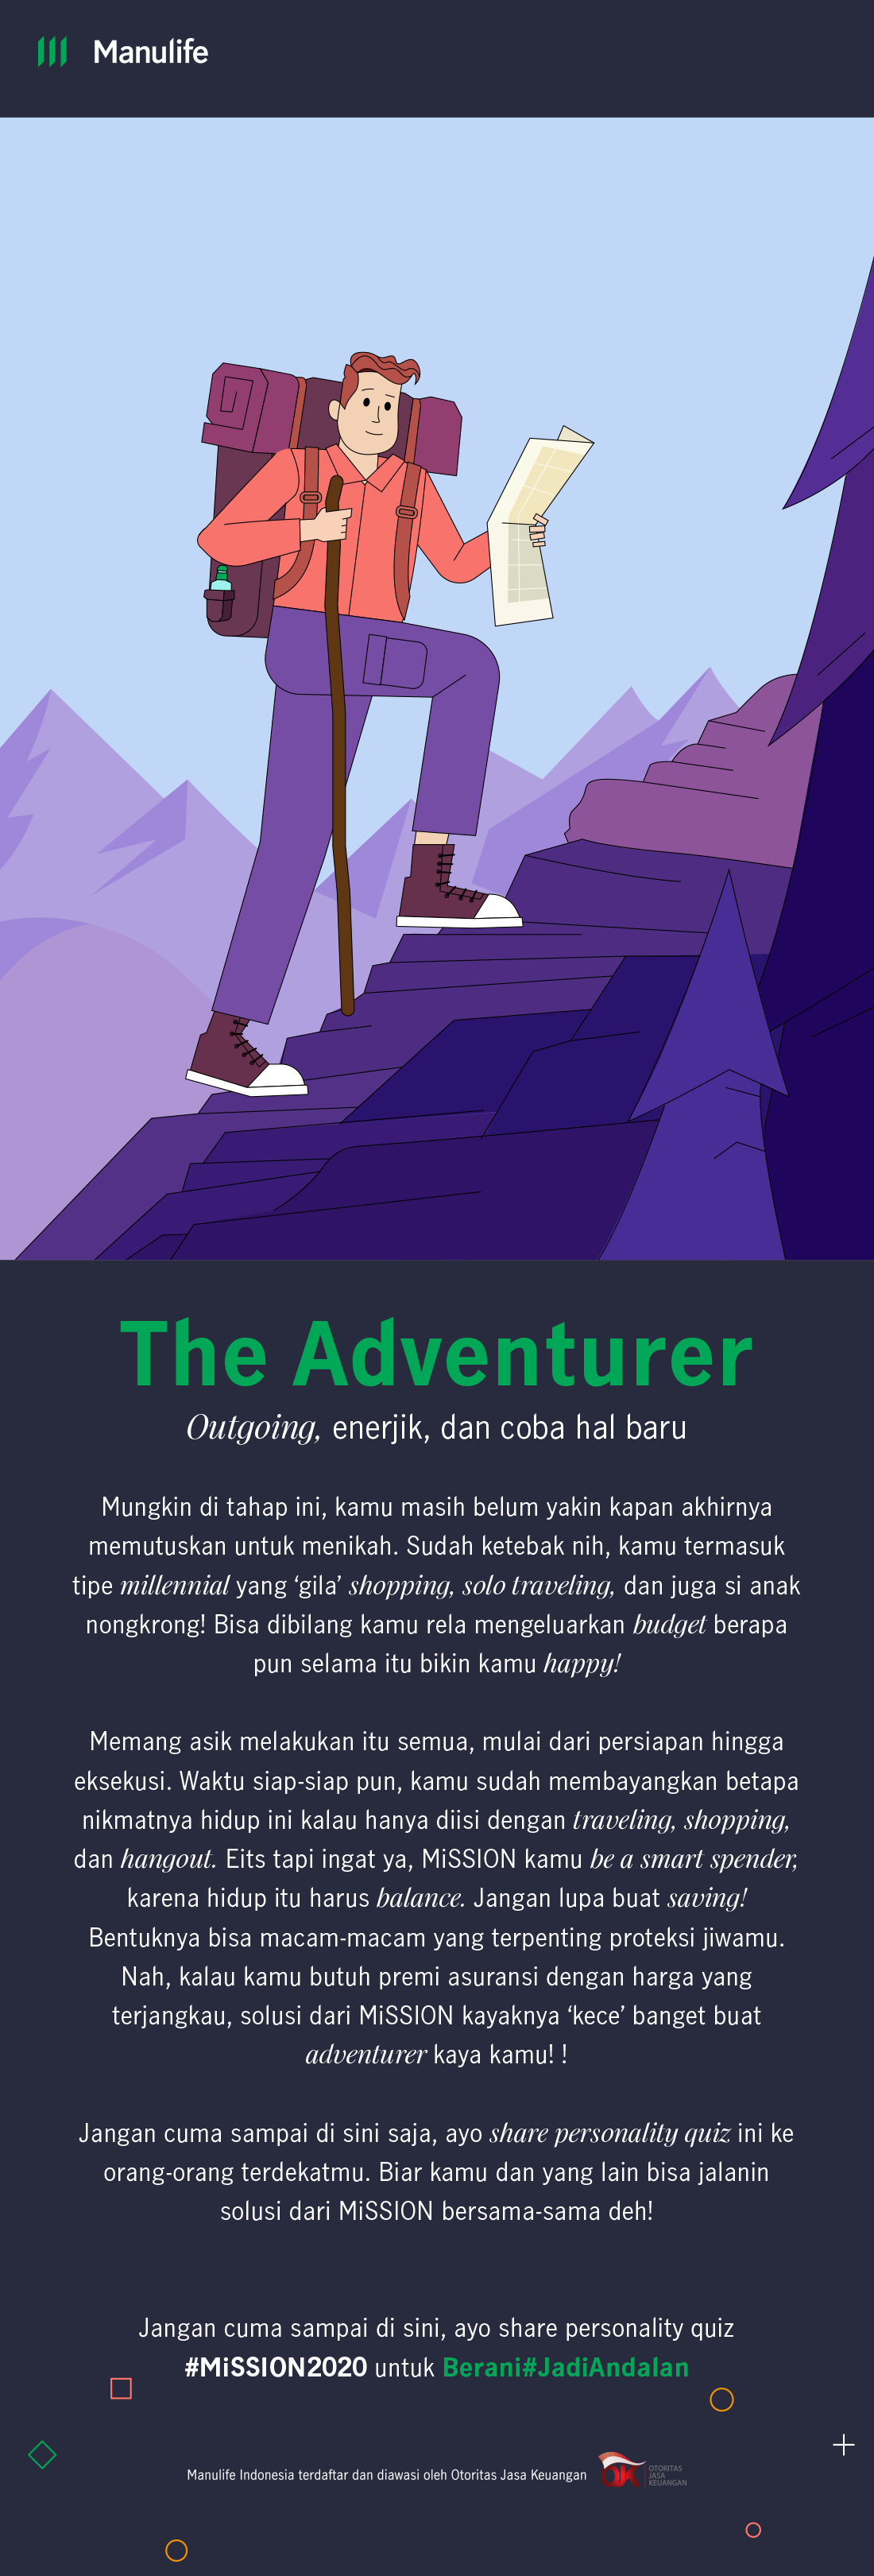 Manulife
The Adventurer
Outgoing, enerjik, dan coba hal baru
Mungkin di tahap ini, kamu masih belum yakin kapan akhirnya
memutuskan untuk menikah. Sudah ketebak nih, kamu termasuk
tipe millennial yang ‘gila’ shopping, solo traveling, dan juga si anak
nongkrong! Bisa dibilang kamu rela mengeluarkan budget berapa
pun selama itu bikin kamu happy!
Memang asik melakukan itu semua, mulai dari persiapan hingga
eksekusi. Waktu siap-siap pun, kamu sudah membayangkan betapa
nikmatnya hidup ini kalau hanya diisi dengan traveling, shopping,
dan hangout. Eits tapi ingat ya, MiSSION kamu be a smart spender,
karena hidup itu harus balance. Jangan lupa buat saving!
Bentuknya bisa macam-macam yang terpenting proteksi jiwamu.
Nah, kalau kamu butuh premi asuransi dengan harga yang
terjangkau, solusi dari MiSSION kayaknya ‘kece’ banget buat
adventurer kaya kamu! !
Jangan cuma sampai di sini saja, ayo share personality quiz ini ke
orang-orang terdekatmu. Biar kamu dan yang lain bisa jalanin
solusi dari MiSSION bersama-sama deh!
Jangan cuma sampai di sini, ayo share personality quiz
#MiSSION2020 untuk Berani#JadiAndalan
Manulife Indonesia terdaftar dan diawasi oleh Otoritas Jasa Keuangan
OJK
OTORITAS
JASA
KEUANGAN